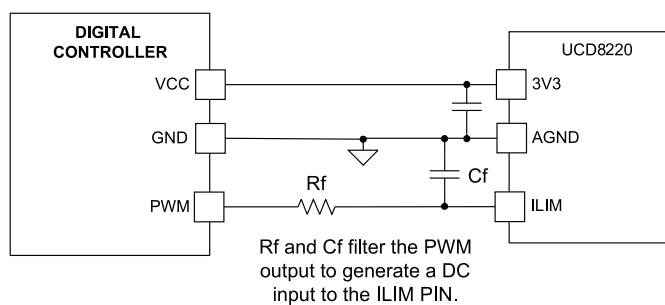 DIGITAL
CONTROLLER
UCD8220
VCC
3V3
GND
AGND
Cf
Rf
PWM
ILIM
Rf and Cf filter the PWM
output to generate a DC
input to the ILIM PIN.